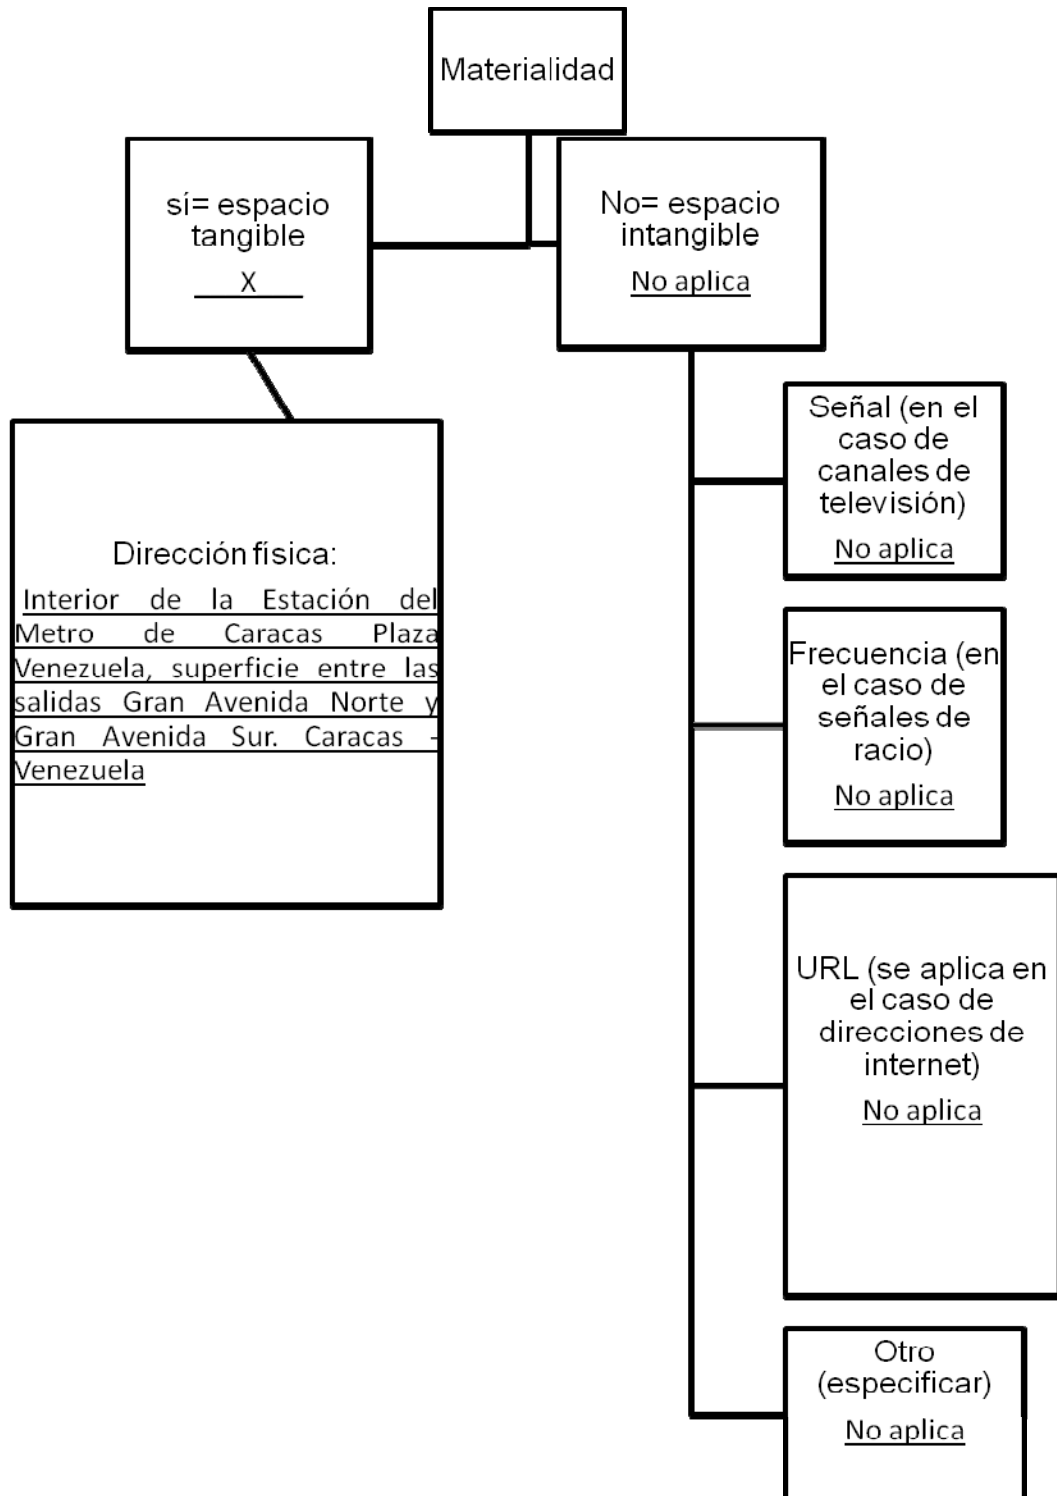 Materialidad
sí= espacio
tangible
X
No= espacio
intangible
No aplica
Dirección física:
Interior de la Estación del
Metro de Caracas Plaza
Venezuela, superficie entre las
salidas Gran Avenida Norte y
Gran Avenida Sur. Caracas -
Venezuela
Señal (en el
caso de
canales de
televisión)
No aplica
Frecuencia (en
el caso de
señales de
racio)
No aplica
URL (se aplica en
el caso de
direcciones de
internet)
No aplica
Otro
(especificar)
No aplica